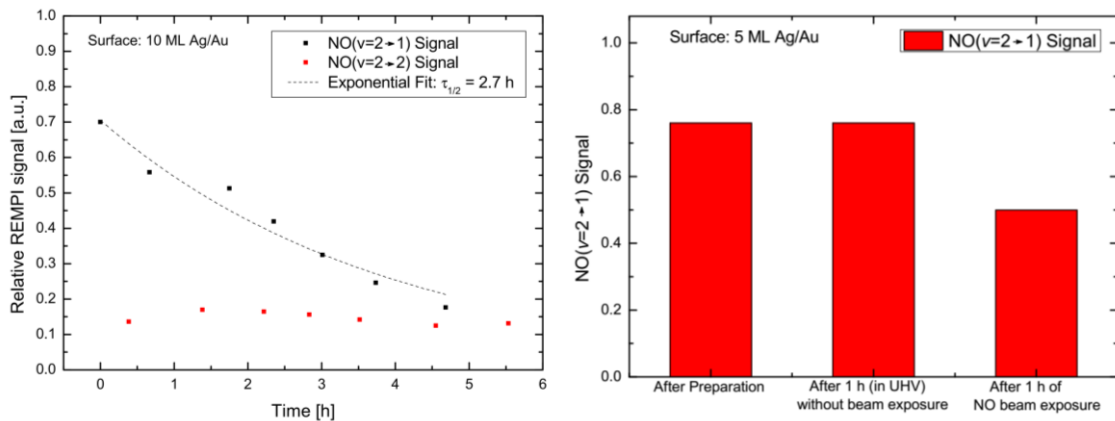 Surface: 10 ML Ag/Au
NO(v=2→1) Signal
NO(v=2→2) Signal
Exponential Fit: τ1/2 = 2.7 h
Relative REMPI signal [a.u.]
1.0
0.9
0.8
0.7
0.6
0.5
0.4
0.3
0.2
0.1
0.0
0 1 2 3 4 5 6
Time [h]
Surface: 5 ML Ag/Au
NO(v=2→1) Signal
NO(v=2→1) Signal
1.0
0.8
0.6
0.4
0.2
0.0
After Preparation
After 1 h (in UHV)
without beam exposure
After 1 h of
NO beam exposure